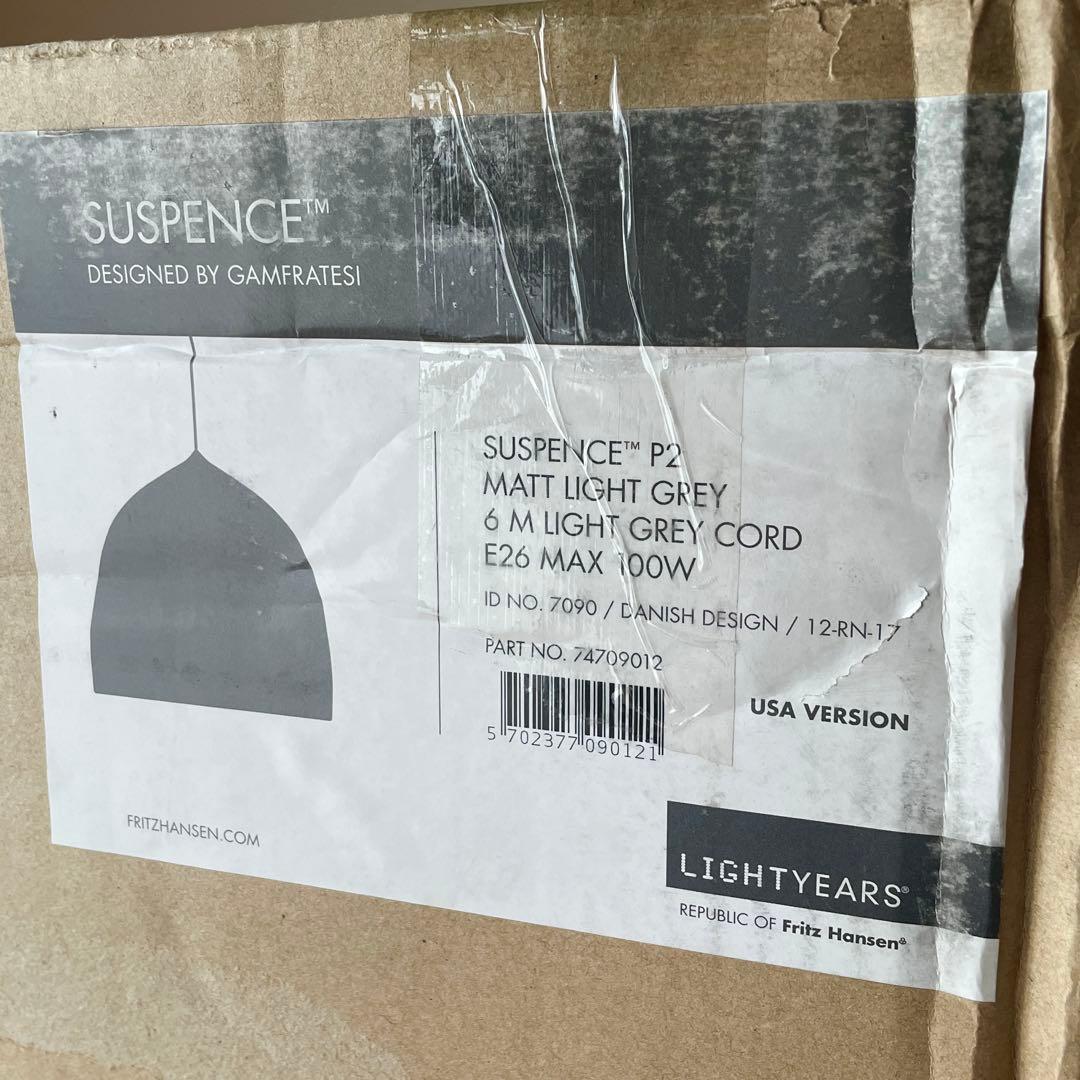 SUSPENCE™
DESIGNED BY GAMFRATESI
SUSPENCE™ P2
MATT LIGHT GREY
6 M LIGHT GREY CORD
E26 MAX 100W
ID NO. 7090 / DANISH DESIGN / 12-RN-17
PART NO. 74709012
5 702377 090121
USA VERSION
FRITZHANSEN.COM
LIGHTYEARS®
REPUBLIC OF Fritz Hansen®